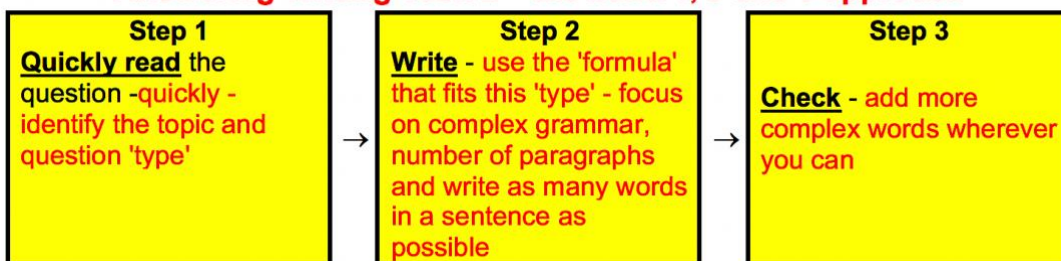 Step 1
Quickly read the
question -quickly -
identify the topic and
question 'type'
→
Step 2
Write - use the 'formula'
that fits this 'type' - focus
on complex grammar,
number of paragraphs
and write as many words
in a sentence as
possible
→
Step 3
Check - add more
complex words wherever
you can